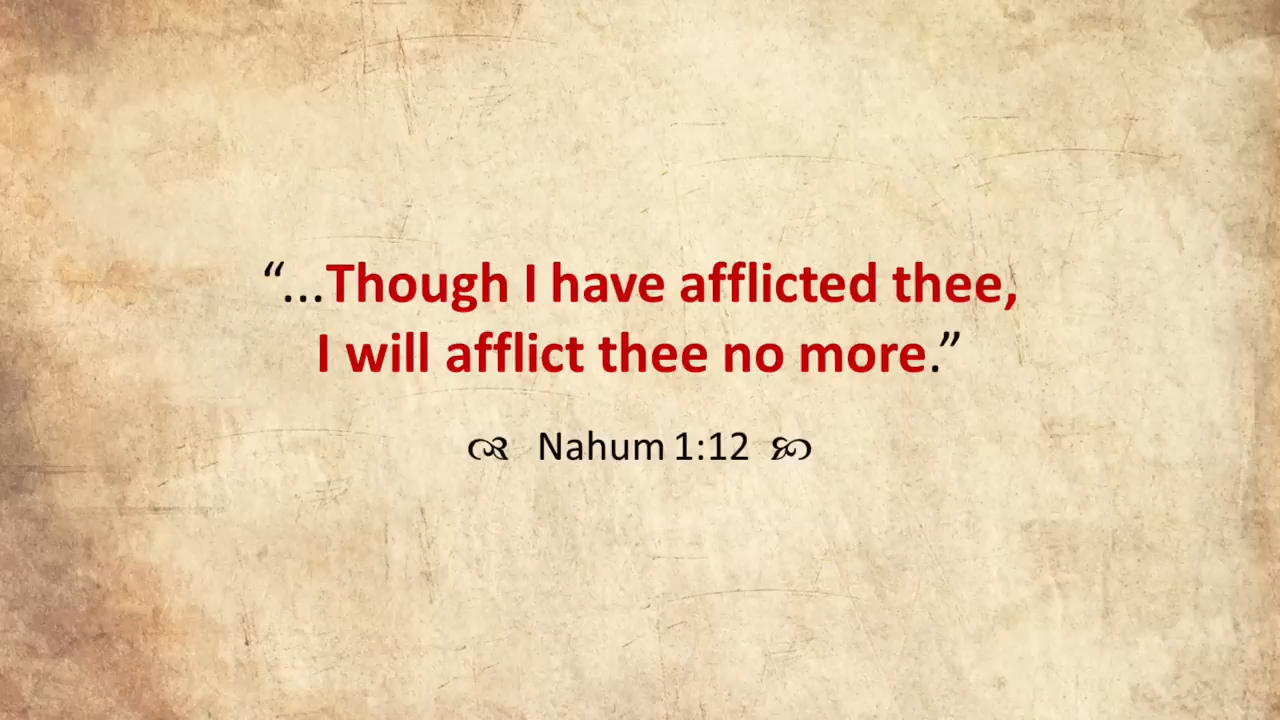 “...Though I have afflicted thee,
I will afflict thee no more.”
Nahum 1:12